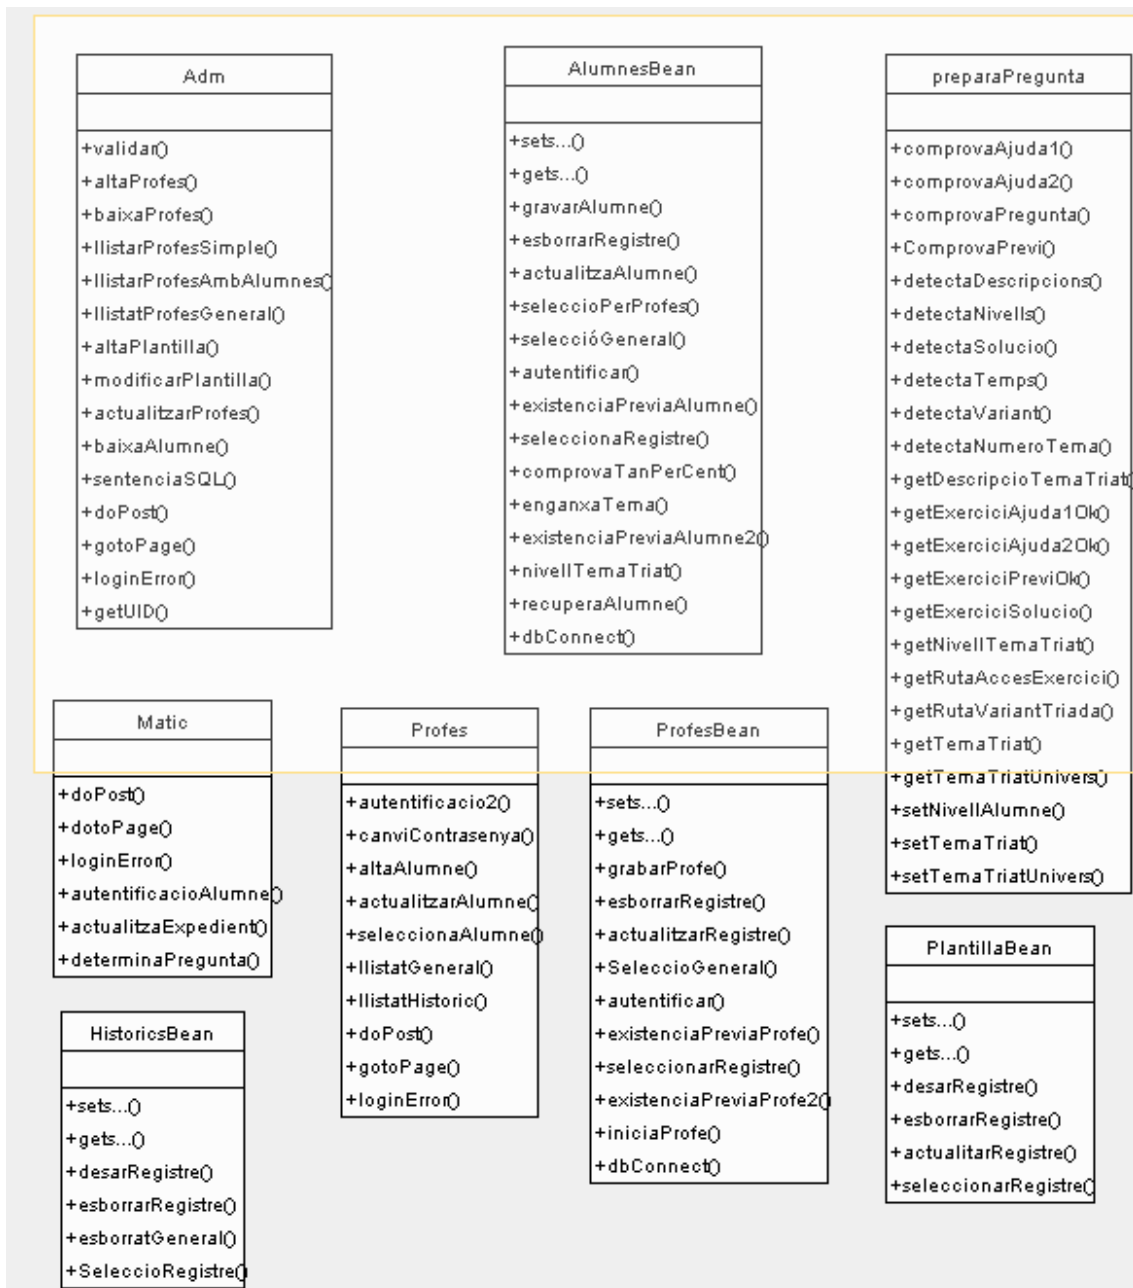 Adm
+validar()
+altaProfes()
+baixaProfes()
+llistarProfesSimple()
+llistarProfesAmbAlumnes()
+llistatProfesGeneral()
+altaPlantilla()
+modificarPlantilla()
+actualitzarProfes()
+baixaAlumne()
+sentenciaSQL()
+doPost()
+gotoPage()
+loginError()
+getUID()
AlumnesBean
+sets...()
+gets...()
+gravarAlumne()
+esborrarRegistre()
+actualitzaAlumne()
+seleccioPerProfes()
+seleccióGeneral()
+autentificar()
+existenciaPreviaAlumne()
+seleccionaRegistre()
+comprovaTanPerCent()
+enganxaTema()
+existenciaPreviaAlumne2()
+nivellTemaTriat()
+recuperaAlumne()
+dbConnect()
preparaPregunta
+comprovaAjuda1()
+comprovaAjuda2()
+comprovaPregunta()
+ComprovaPrevi()
+detectaDescripcions()
+detectaNivells()
+detectaSolucio()
+detectaTemps()
+detectaVariant()
+detectaNumeroTema()
+getDescripcioTemaTriat(
+getExerciciAjuda1Ok()
+getExerciciAjuda2Ok()
+getExerciciPreviOk()
+getExerciciSolucio()
+getNivellTemaTriat()
+getRutaAccesExercici()
+getRutaVariantTriada()
+getTemaTriat()
+getTemaTriatUnivers()
+setNivellAlumne()
+setTemaTriat()
+setTemaTriatUnivers()
Matic
+doPost()
+dotoPage()
+loginError()
+autentificacioAlumne()
+actualitzaExpedient()
+determinaPregunta()
Profes
+autentificacio2()
+canviContrasenya()
+altaAlumne()
+actualitzarAlumne()
+seleccionaAlumne()
+llistatGeneral()
+llistatHistoric()
+doPost()
+gotoPage()
+loginError()
ProfesBean
+sets...()
+gets...()
+grabarProfe()
+esborrarRegistre()
+actualitzarRegistre()
+SeleccioGeneral()
+autentificar()
+existenciaPreviaProfe()
+seleccionarRegistre()
+existenciaPreviaProfe2()
+iniciaProfe()
+dbConnect()
PlantillaBean
+sets...()
+gets...()
+desarRegistre()
+esborrarRegistre()
+actualitarRegistre()
+seleccionarRegistre()
HistoricsBean
+sets...()
+gets...()
+desarRegistre()
+esborrarRegistre()
+esborratGeneral()
+SeleccioRegistre()